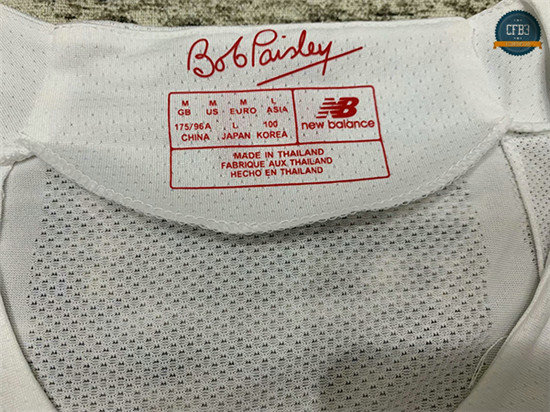 CFB3
Bob Paisley
M M M L
GB US EURO ASIA
175/96A L 100
CHINA JAPAN KOREA
NB
new balance
MADE IN THAILAND
FABRIQUE AUX THAILAND
HECHO EN THAILAND